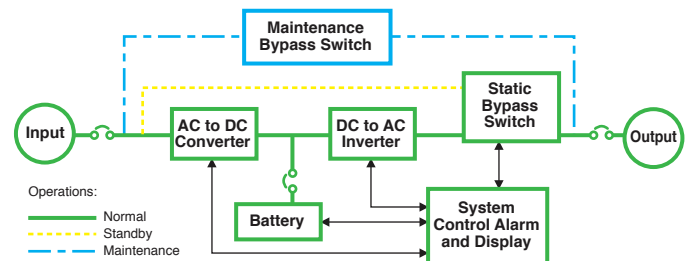 Maintenance
Bypass Switch
Static
Bypass
Switch
Input
AC to DC
Converter
DC to AC
Inverter
Output
Operations:
Normal
Standby
Maintenance
Battery
System
Control Alarm
and Display